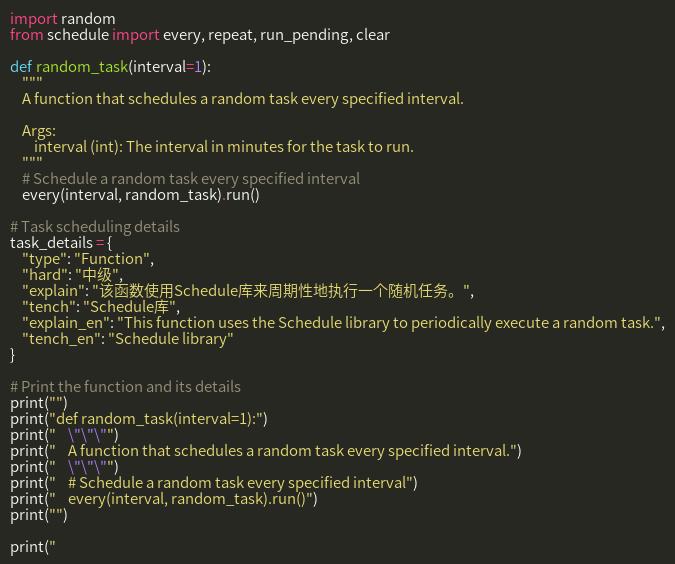 import random
from schedule import every, repeat, run_pending, clear

def random_task(interval=1):
    """
    A function that schedules a random task every specified interval.

    Args:
        interval (int): The interval in minutes for the task to run.
    """
    # Schedule a random task every specified interval
    every(interval, random_task).run()

# Task scheduling details
task_details = {
    "type": "Function",
    "hard": "中级",
    "explain": "该函数使用Schedule库来周期性地执行一个随机任务。",
    "tench": "Schedule库",
    "explain_en": "This function uses the Schedule library to periodically execute a random task.",
    "tench_en": "Schedule library"
}

# Print the function and its details
print("")
print("def random_task(interval=1):")
print("    \"\"\"")
print("    A function that schedules a random task every specified interval.")
print("    \"\"\"")
print("    # Schedule a random task every specified interval")
print("    every(interval, random_task).run()")
print("")

print("